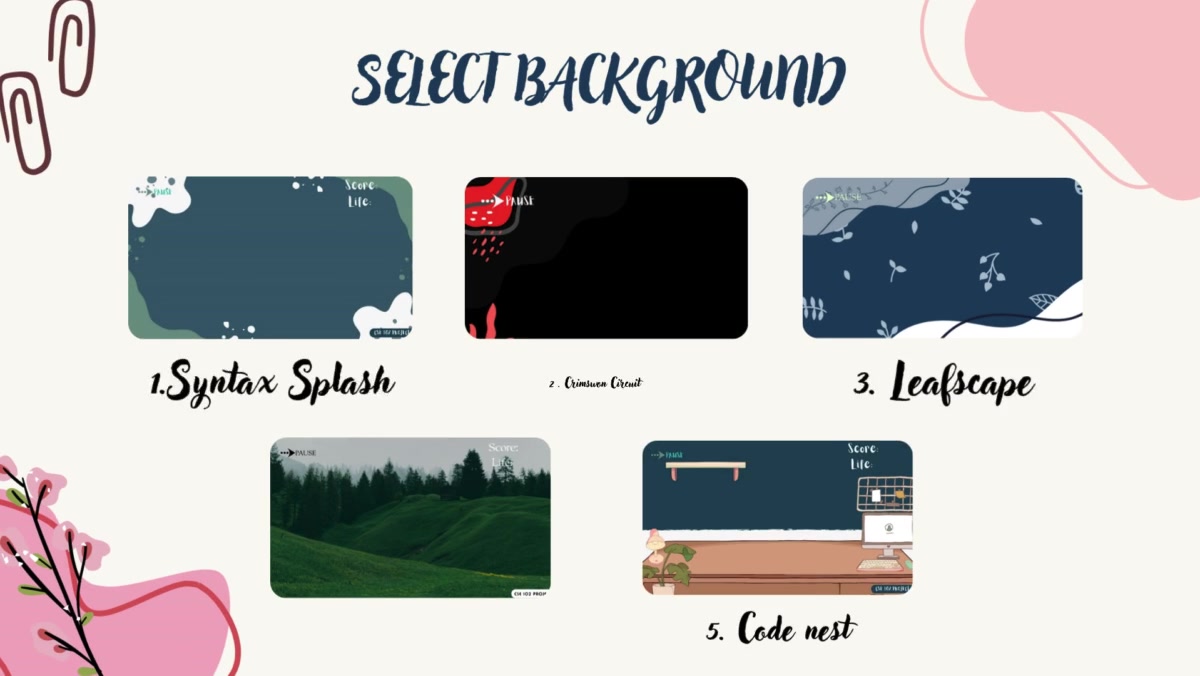 SELECT BACKGROUND
PAUSE
Score
Life:
CSE 102 PROJECT
1.Syntax Splash
PAUSE
2 . Crimswon Circuit
PAUSE
3. Leafscape
PAUSE
Score:
Life:
CSE 102 PROJ
PAUSE
Score:
Life:
CSE 102 PROJECT
5. Code nest